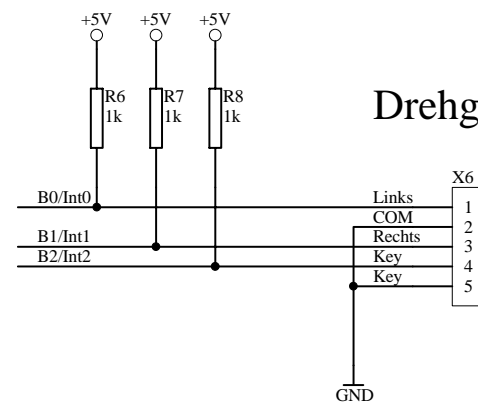 +5V +5V +5V
R6 R7 R8
1k 1k 1k
Drehg
X6
B0/Int0 Links 1
COM 2
B1/Int1 Rechts 3
B2/Int2 Key 4
Key 5
GND